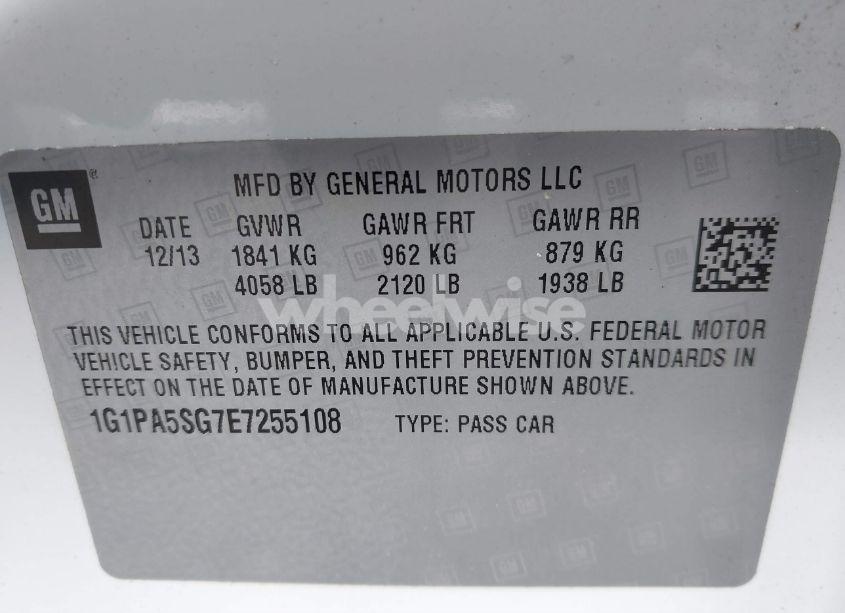 GM ®
MFD BY GENERAL MOTORS LLC
DATE GVWR GAWR FRT GAWR RR
12/13 1841 KG 962 KG 879 KG
4058 LB 2120 LB 1938 LB
wheelwise
THIS VEHICLE CONFORMS TO ALL APPLICABLE U.S. FEDERAL MOTOR
VEHICLE SAFETY, BUMPER, AND THEFT PREVENTION STANDARDS IN
EFFECT ON THE DATE OF MANUFACTURE SHOWN ABOVE.
1G1PA5SG7E7255108 TYPE: PASS CAR